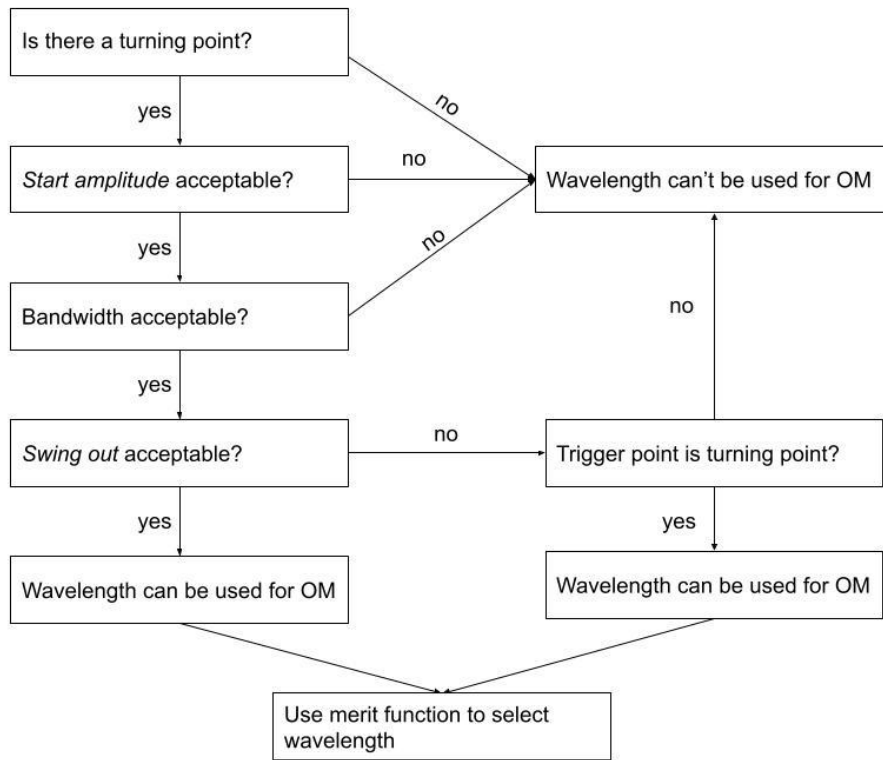 Is there a turning point?
no
yes
Start amplitude acceptable?
no
Wavelength can’t be used for OM
yes
no
Bandwidth acceptable?
no
yes
Swing out acceptable?
no
Trigger point is turning point?
yes
yes
Wavelength can be used for OM
Wavelength can be used for OM
Use merit function to select
wavelength